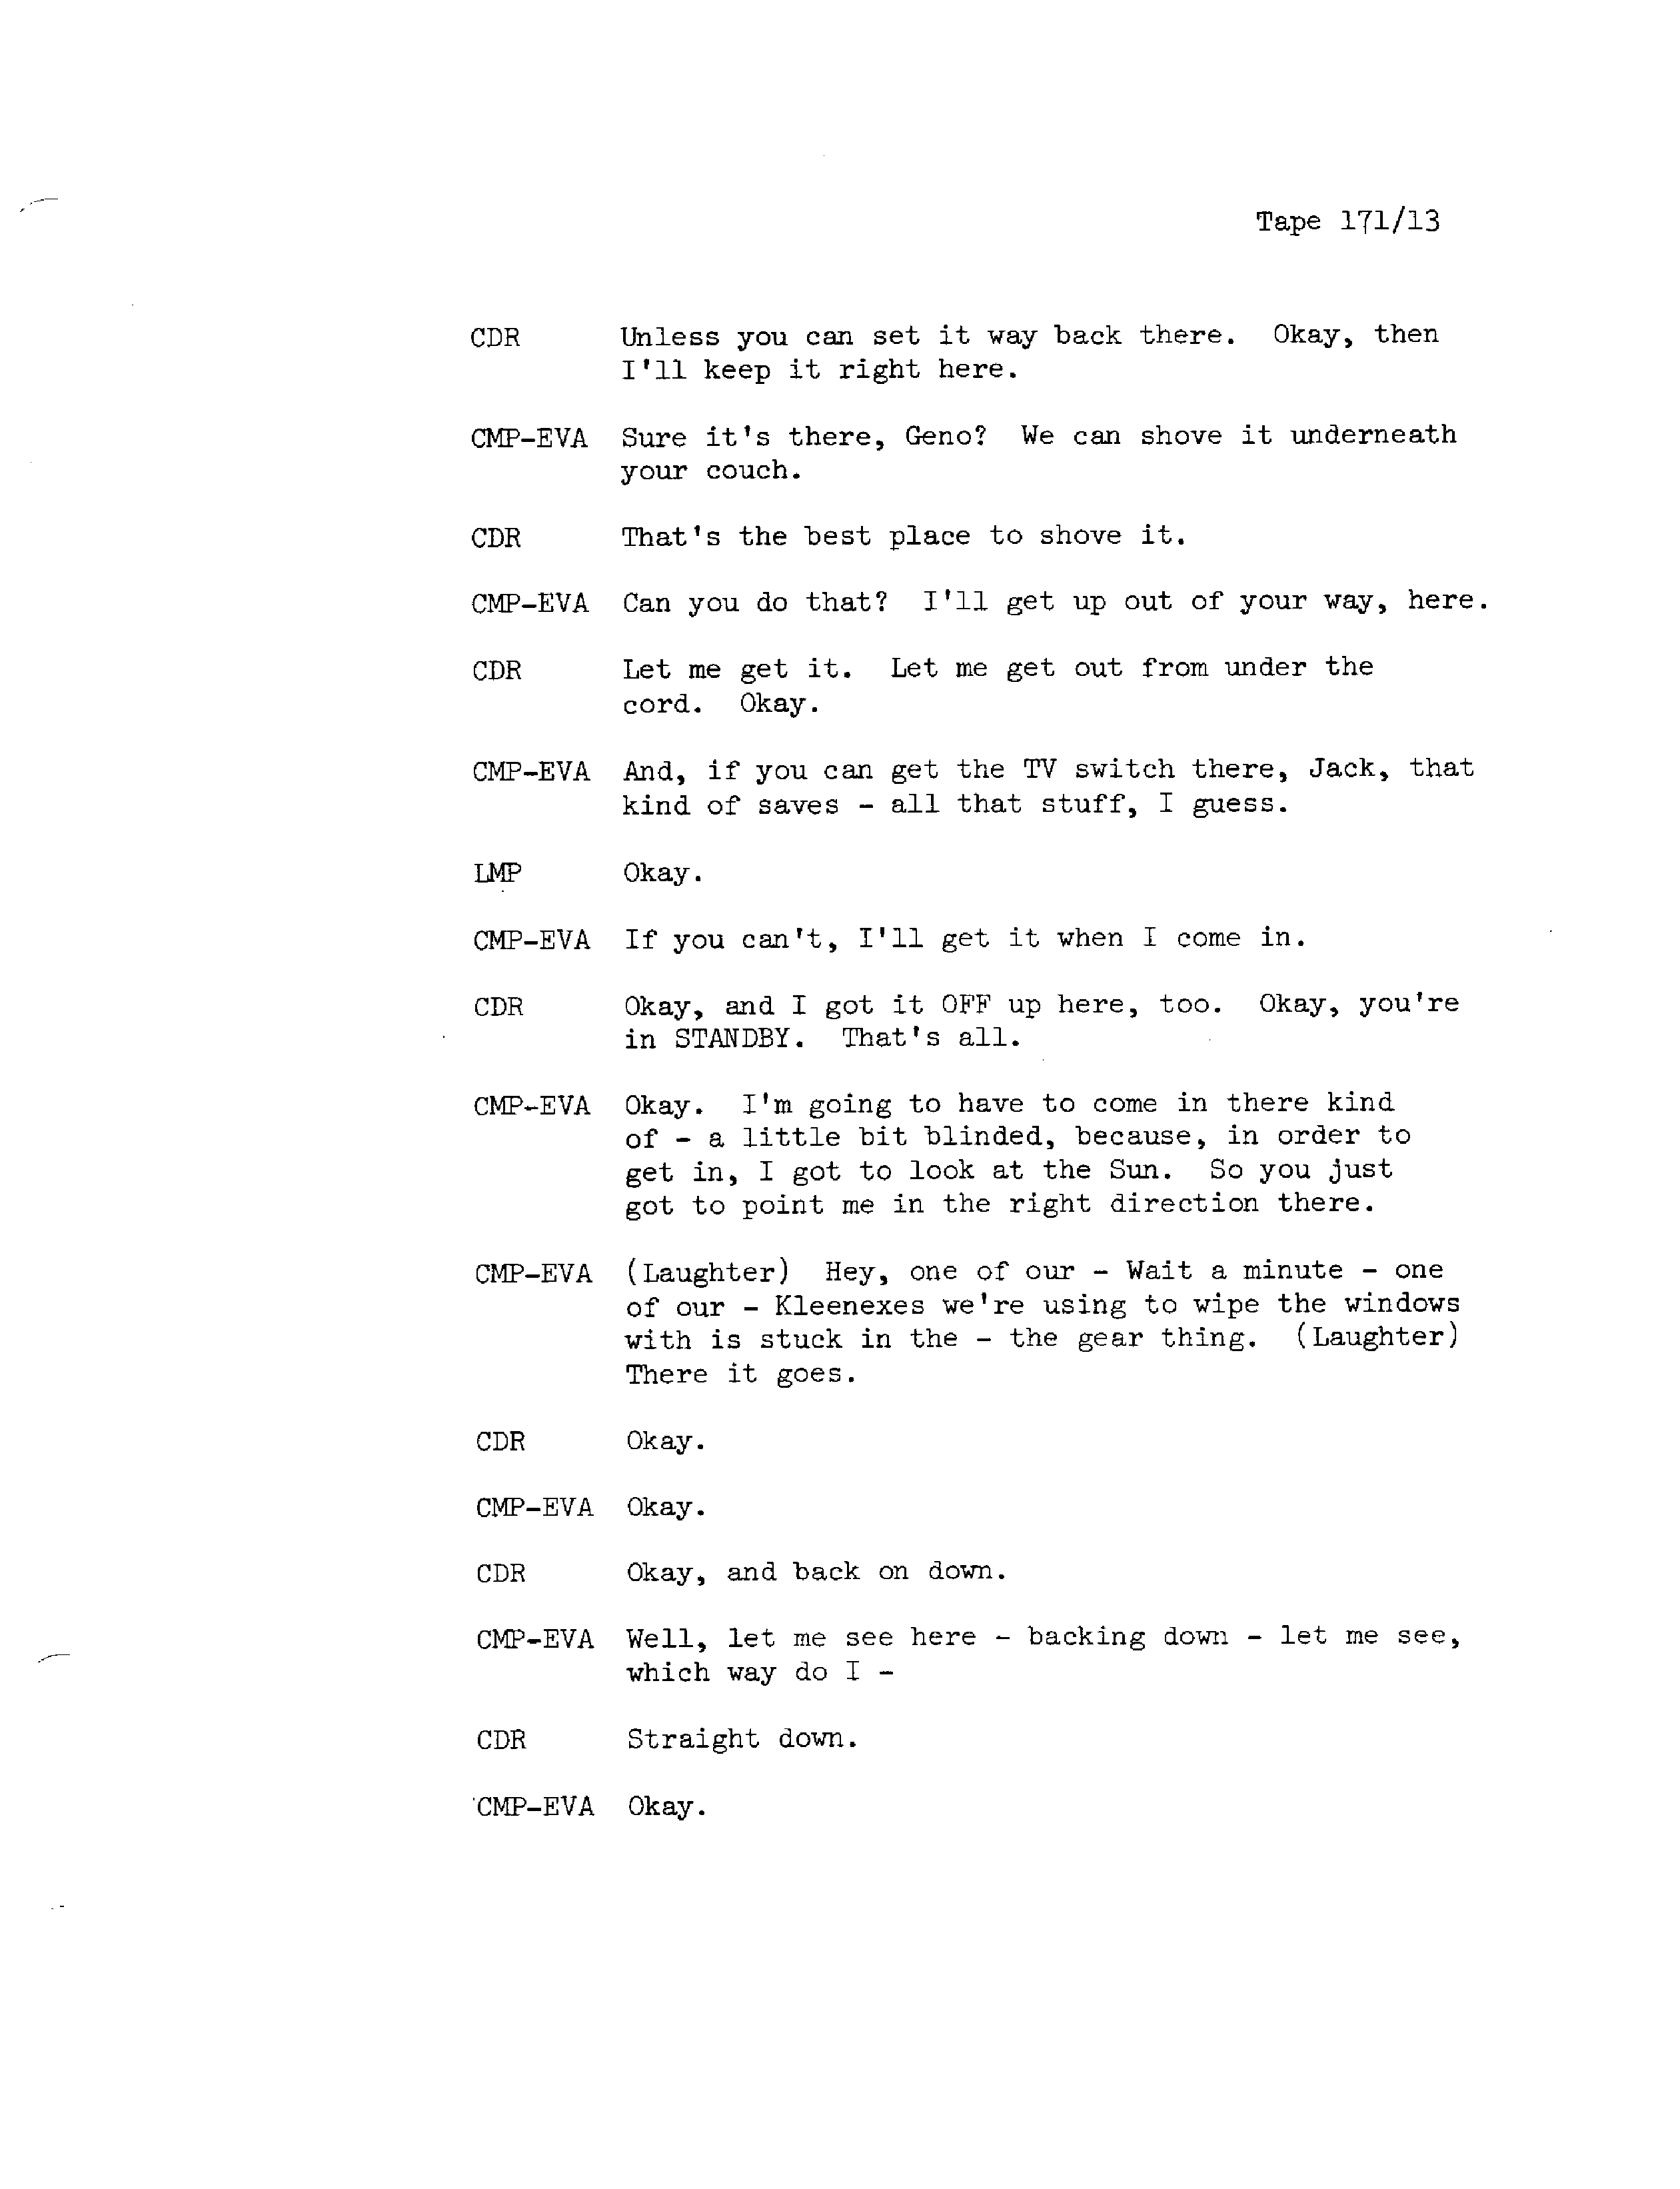 Tape 171/13
CDR Unless you can set it way back there. Okay, then
I'll keep it right here.
CMP-EVA Sure it's there, Geno? We can shove it underneath
your couch.
CDR That's the best place to shove it.
CMP-EVA Can you do that? I'll get up out of your way, here.
CDR Let me get it. Let me get out from under the
cord. Okay.
CMP-EVA And, if you can get the TV switch there, Jack, that
kind of saves - all that stuff, I guess.
LMP Okay.
CMP-EVA If you can't, I'll get it when I come in.
CDR Okay, and I got it OFF up here, too. Okay, you're
in STANDBY. That's all.
CMP-EVA Okay. I'm going to have to come in there kind
of - a little bit blinded, because, in order to
get in, I got to look at the Sun. So you just
got to point me in the right direction there.
CMP-EVA (Laughter) Hey, one of our - Wait a minute - one
of our - Kleenexes we're using to wipe the windows
with is stuck in the - the gear thing. (Laughter)
There it goes.
CDR Okay.
CMP-EVA Okay.
CDR Okay, and back on down.
CMP-EVA Well, let me see here - backing down - let me see,
which way do I -
CDR Straight down.
CMP-EVA Okay.